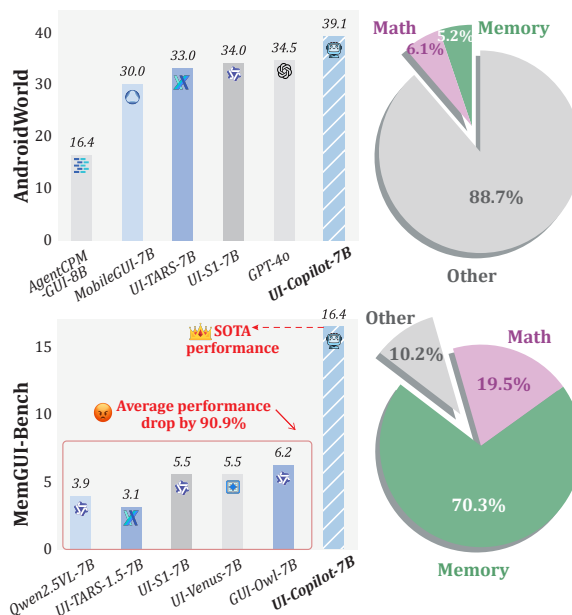 AndroidWorld
40
30
20
10
0
16.4
30.0
33.0
34.0
34.5
39.1
AgentCPM
-GUI-8B
MobileGUI-7B
UI-TARS-7B
UI-S1-7B
GPT-4o
UI-Copilot-7B
Math
Memory
6.1%
5.2%
88.7%
Other
MemGUI-Bench
15
10
5
0
16.4
SOTA
performance
Average performance
drop by 90.9%
3.9
3.1
5.5
5.5
6.2
Qwen2.5VL-7B
UI-TARS-1.5-7B
UI-S1-7B
UI-Venus-7B
GUI-Owl-7B
UI-Copilot-7B
Other
Math
10.2%
19.5%
70.3%
Memory